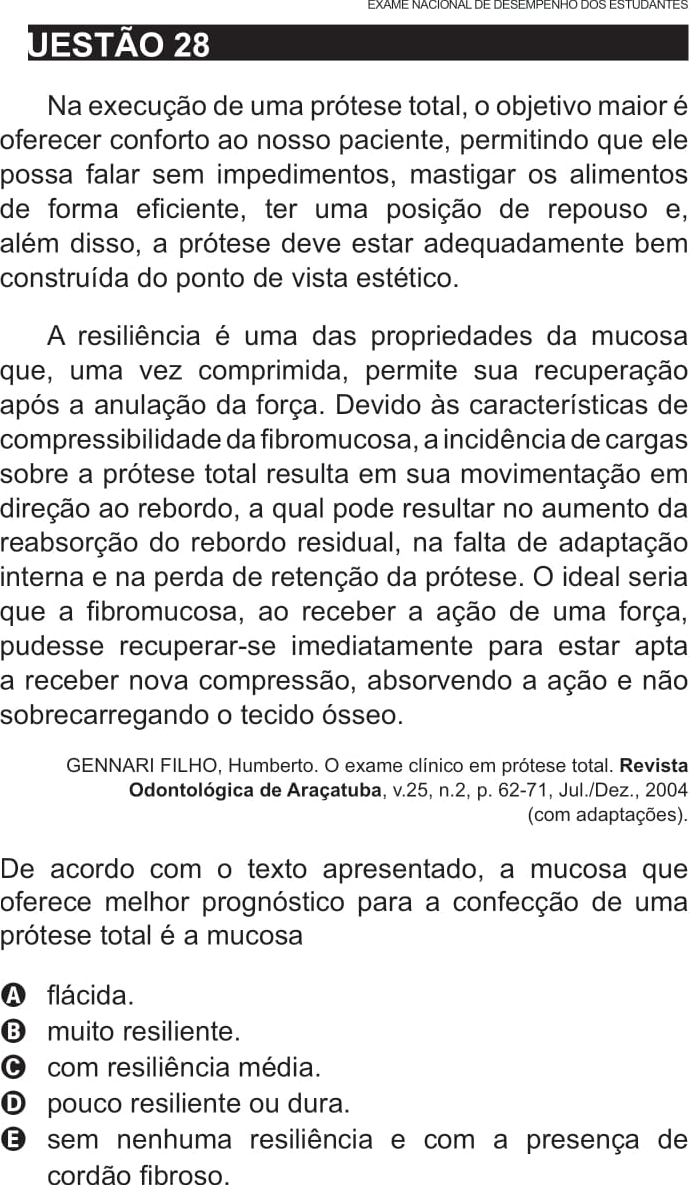 EXAME NACIONAL DE DESEMPENHO DOS ESTUDANTES
UESTÃO 28
Na execução de uma prótese total, o objetivo maior é
oferecer conforto ao nosso paciente, permitindo que ele
possa falar sem impedimentos, mastigar os alimentos
de forma eficiente, ter uma posição de repouso e,
além disso, a prótese deve estar adequadamente bem
construída do ponto de vista estético.
A resiliência é uma das propriedades da mucosa
que, uma vez comprimida, permite sua recuperação
após a anulação da força. Devido às características de
compressibilidade da fibromucosa, a incidência de cargas
sobre a prótese total resulta em sua movimentação em
direção ao rebordo, a qual pode resultar no aumento da
reabsorção do rebordo residual, na falta de adaptação
interna e na perda de retenção da prótese. O ideal seria
que a fibromucosa, ao receber a ação de uma força,
pudesse recuperar-se imediatamente para estar apta
a receber nova compressão, absorvendo a ação e não
sobrecarregando o tecido ósseo.
GENNARI FILHO, Humberto. O exame clínico em prótese total. Revista
Odontológica de Araçatuba, v.25, n.2, p. 62-71, Jul./Dez., 2004
(com adaptações).
De acordo com o texto apresentado, a mucosa que
oferece melhor prognóstico para a confecção de uma
prótese total é a mucosa
A flácida.
B muito resiliente.
C com resiliência média.
D pouco resiliente ou dura.
E sem nenhuma resiliência e com a presença de
cordão fibroso.